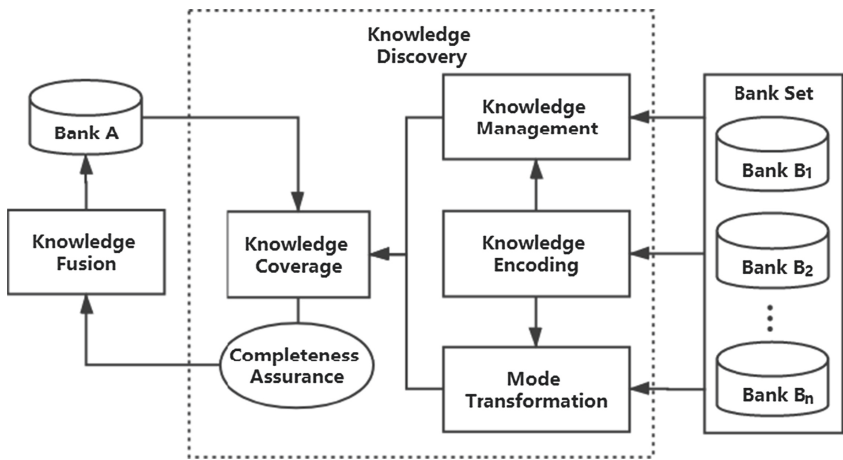 Knowledge
Discovery
Bank A
Knowledge
Management
Bank Set
Bank B1
Knowledge
Fusion
Knowledge
Coverage
Knowledge
Encoding
Bank B2
Completeness
Assurance
Mode
Transformation
Bank Bn